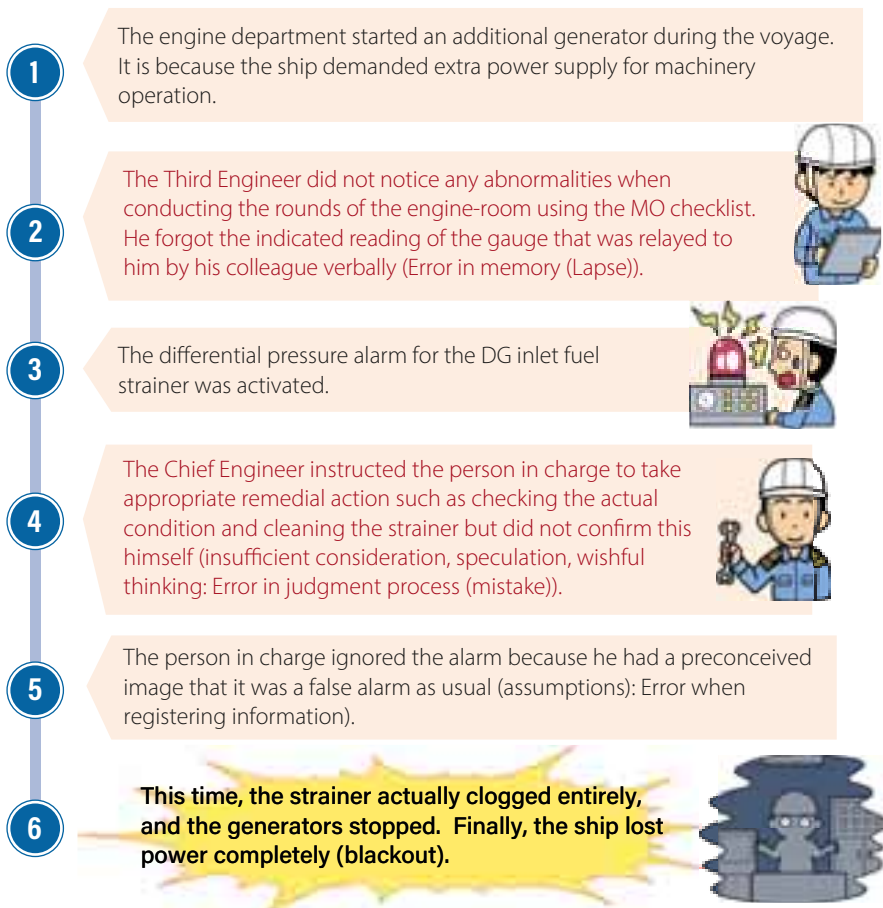 1
The engine department started an additional generator during the voyage.
It is because the ship demanded extra power supply for machinery
operation.
2
The Third Engineer did not notice any abnormalities when
conducting the rounds of the engine-room using the MO checklist.
He forgot the indicated reading of the gauge that was relayed to
him by his colleague verbally (Error in memory (Lapse)).
3
The differential pressure alarm for the DG inlet fuel
strainer was activated.
4
The Chief Engineer instructed the person in charge to take
appropriate remedial action such as checking the actual
condition and cleaning the strainer but did not confirm this
himself (insufficient consideration, speculation, wishful
thinking: Error in judgment process (mistake)).
5
The person in charge ignored the alarm because he had a preconceived
image that it was a false alarm as usual (assumptions): Error when
registering information).
6
This time, the strainer actually clogged entirely,
and the generators stopped.  Finally, the ship lost
power completely (blackout).